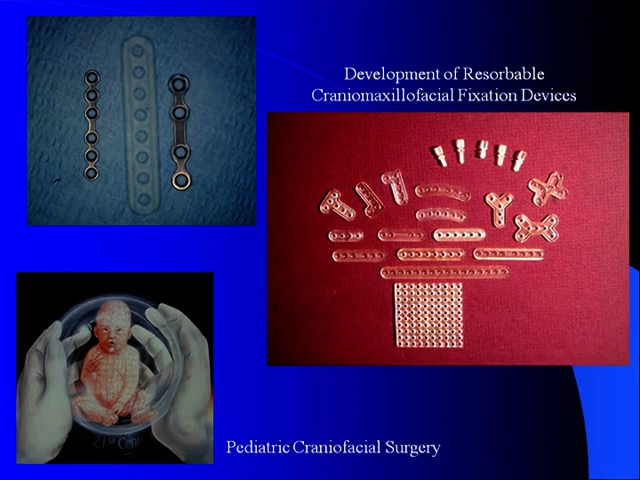 Development of Resorbable
Craniomaxillofacial Fixation Devices
Pediatric Craniofacial Surgery